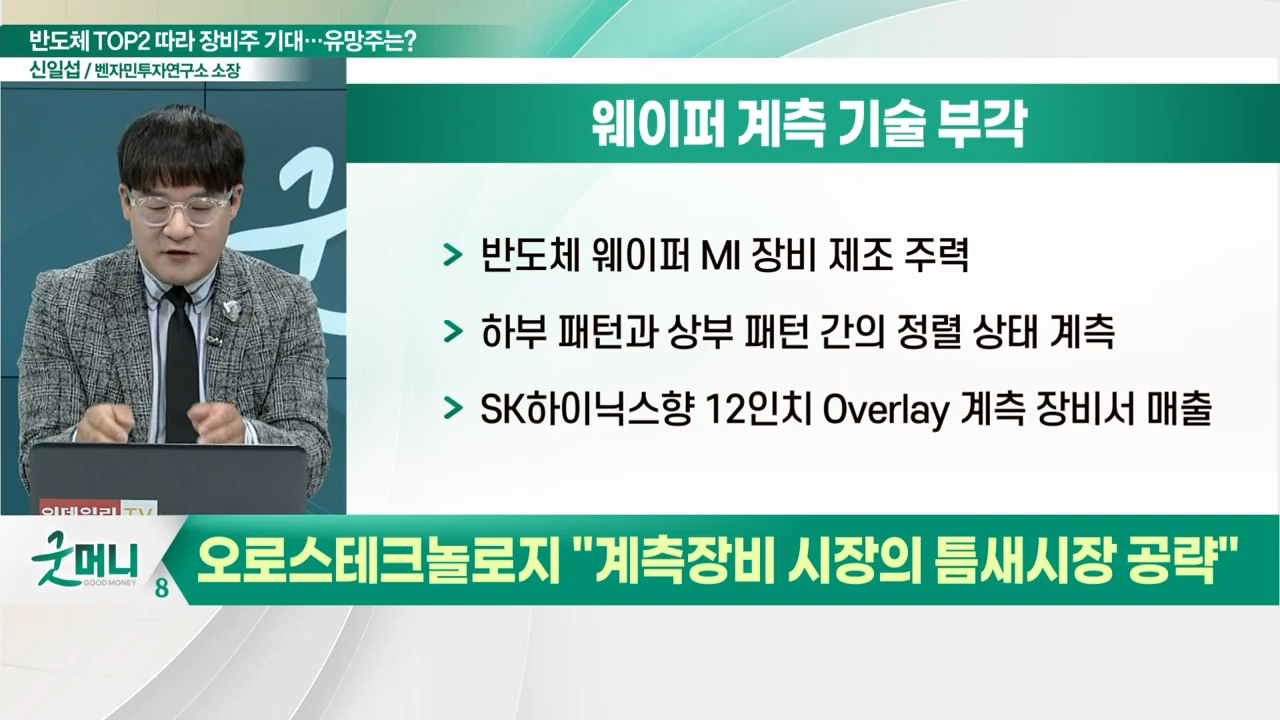 반도체 TOP2 따라 장비주 기대…유망주는?
신일섭 / 벤자민투자연구소 소장
웨이퍼 계측 기술 부각
> 반도체 웨이퍼 MI 장비 제조 주력
> 하부 패턴과 상부 패턴 간의 정렬 상태 계측
> SK하이닉스향 12인치 Overlay 계측 장비서 매출
이데일리 TV
굿머니
GOOD MONEY
8
오로스테크놀로지 "계측장비 시장의 틈새시장 공략"